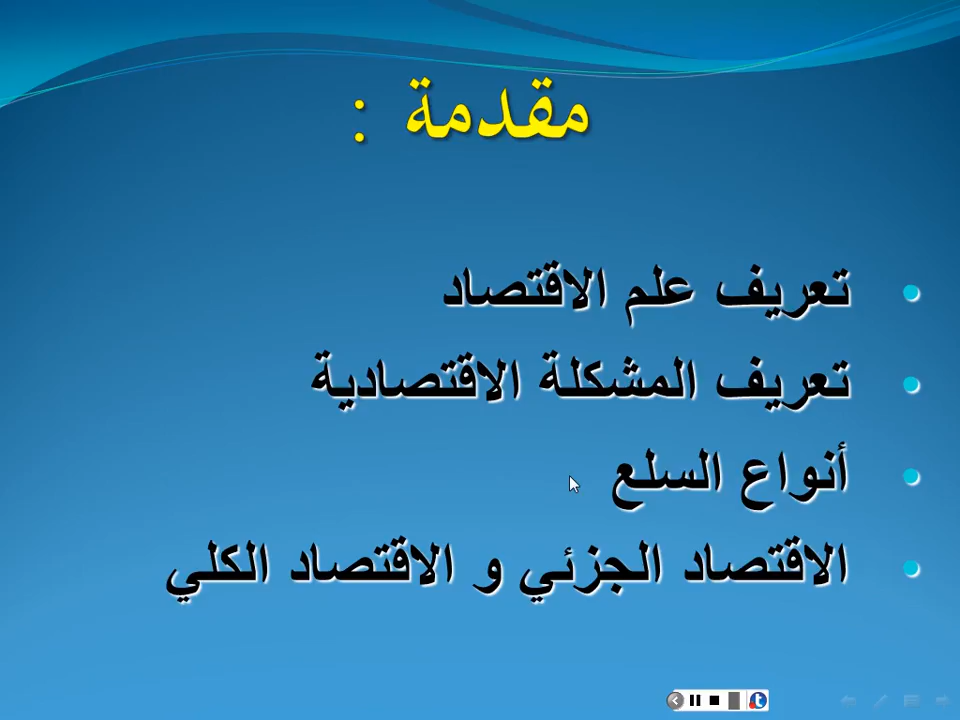 مقدمة :
• تعريف علم الاقتصاد
• تعريف المشكلة الاقتصادية
• أنواع السلع
• الاقتصاد الجزئي و الاقتصاد الكلي